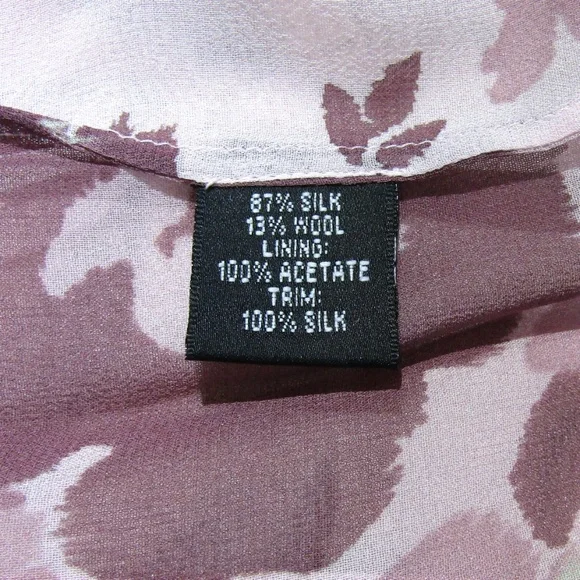 87% SILK
13% WOOL
LINING:
100% ACETATE
TRIM:
100% SILK